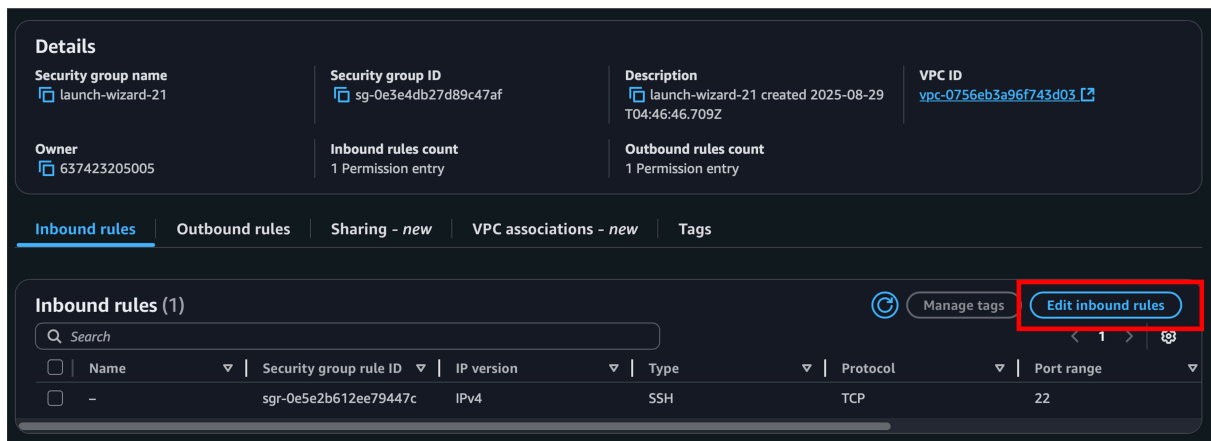 Details
Security group name
launch-wizard-21
Security group ID
sg-0e3e4db27d89c47af
Description
launch-wizard-21 created 2025-08-29
T04:46:46.709Z
VPC ID
vpc-0756eb3a96f743d03
Owner
637423205005
Inbound rules count
1 Permission entry
Outbound rules count
1 Permission entry
Inbound rules Outbound rules Sharing - new VPC associations - new Tags
Inbound rules (1)
Manage tags
Edit inbound rules
Search
1
Name Security group rule ID IP version Type Protocol Port range
– sgr-0e5e2b612ee79447c IPv4 SSH TCP 22